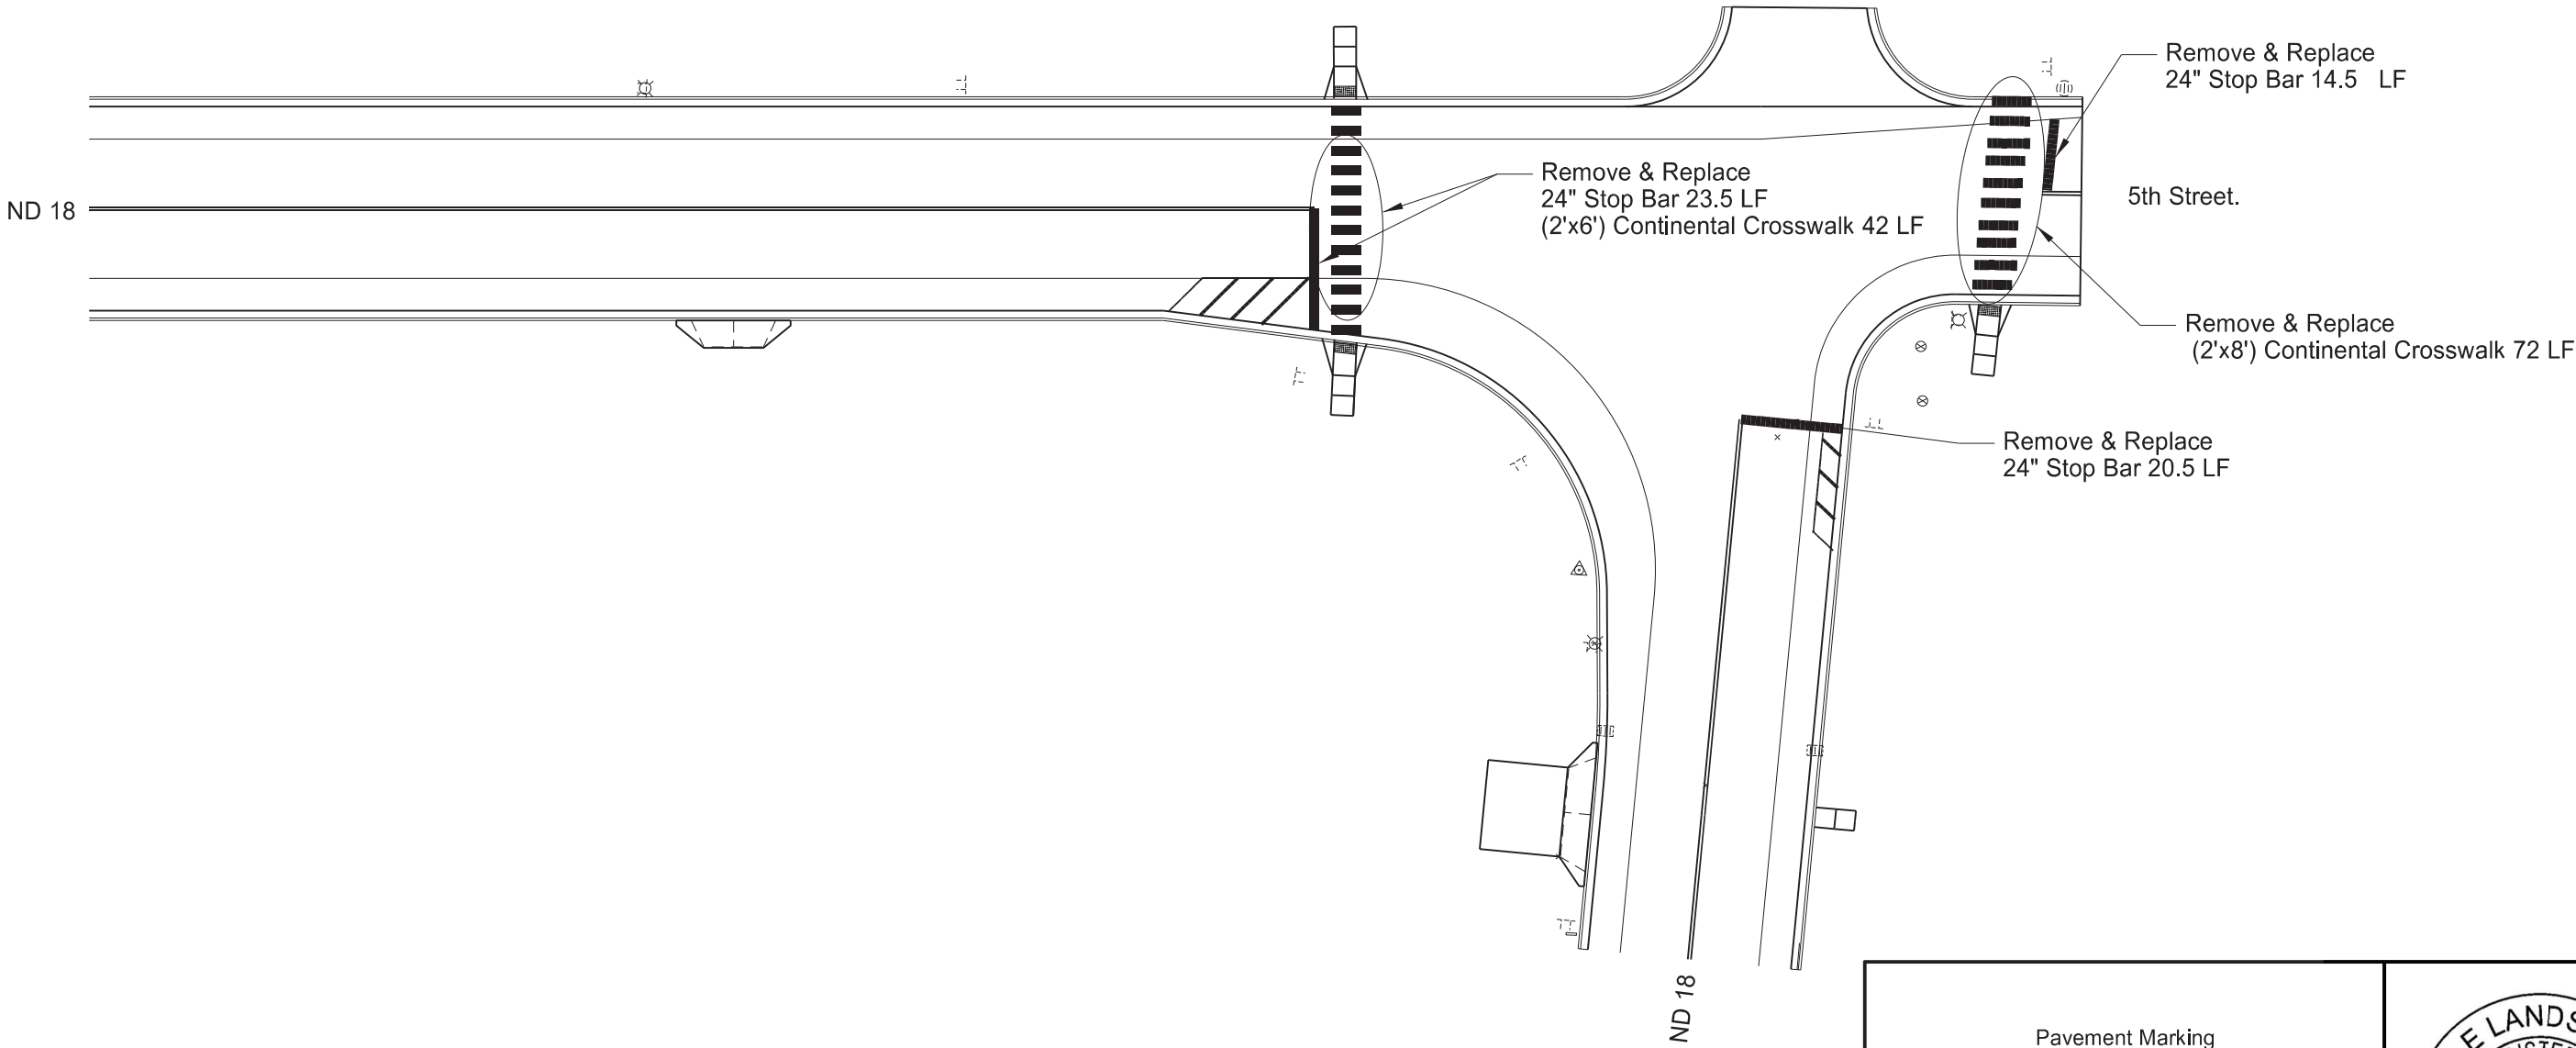 Remove & Replace
24" Stop Bar 14.5 LF
Remove & Replace
24" Stop Bar 23.5 LF
(2'x6') Continental Crosswalk 42 LF
ND 18
5th Street.
Remove & Replace
(2'x8') Continental Crosswalk 72 LF
Remove & Replace
24" Stop Bar 20.5 LF
ND 18
Pavement Marking